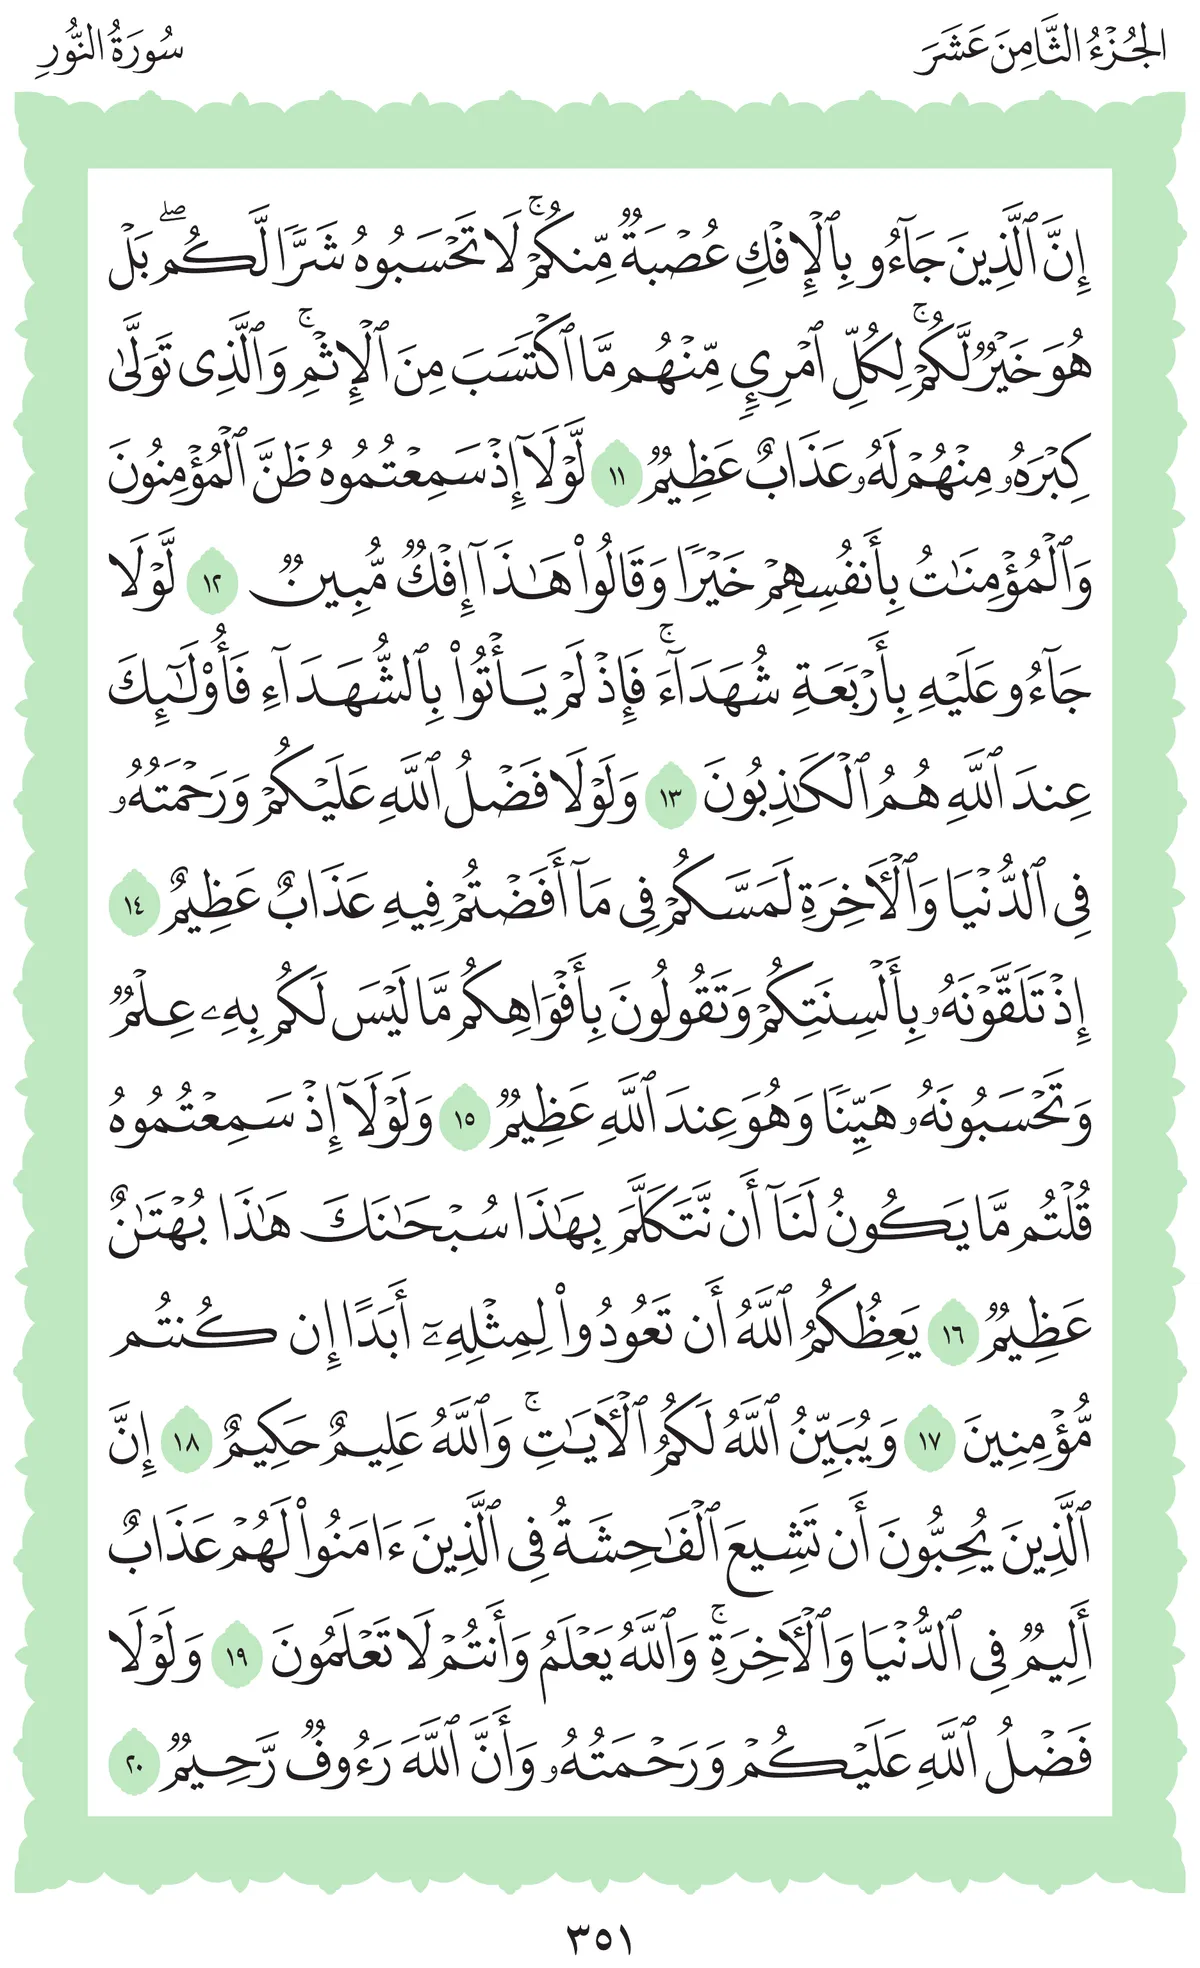 الجُزْءُ الثَّامِنَ عَشَرَ
سُورَةُ النُّورِ
إِنَّ ٱلَّذِينَ جَآءُو بِٱلْإِفْكِ عُصْبَةٌ مِّنكُمْ ۚ لَا تَحْسَبُوهُ شَرًّا لَّكُم ۖ بَلْ
هُوَ خَيْرٌ لَّكُمْ ۚ لِكُلِّ ٱمْرِئٍ مِّنْهُم مَّا ٱكْتَسَبَ مِنَ ٱلْإِثْمِ ۚ وَٱلَّذِى تَوَلَّىٰ
كِبْرَهُۥ مِنْهُمْ لَهُۥ عَذَابٌ عَظِيمٌ ١١ لَّوْلَآ إِذْ سَمِعْتُمُوهُ ظَنَّ ٱلْمُؤْمِنُونَ
وَٱلْمُؤْمِنَـٰتُ بِأَنفُسِهِمْ خَيْرًا وَقَالُوا۟ هَـٰذَآ إِفْكٌ مُّبِينٌ ١٢ لَّوْلَا
جَآءُو عَلَيْهِ بِأَرْبَعَةِ شُهَدَآءَ ۚ فَإِذْ لَمْ يَأْتُوا۟ بِٱلشُّهَدَآءِ فَأُو۟لَـٰٓئِكَ
عِندَ ٱللَّهِ هُمُ ٱلْكَـٰذِبُونَ ١٣ وَلَوْلَا فَضْلُ ٱللَّهِ عَلَيْكُمْ وَرَحْمَتُهُۥ
فِى ٱلدُّنْيَا وَٱلْـَٔاخِرَةِ لَمَسَّكُمْ فِى مَآ أَفَضْتُمْ فِيهِ عَذَابٌ عَظِيمٌ ١٤
إِذْ تَلَقَّوْنَهُۥ بِأَلْسِنَتِكُمْ وَتَقُولُونَ بِأَفْوَاهِكُم مَّا لَيْسَ لَكُم بِهِۦ عِلْمٌ
وَتَحْسَبُونَهُۥ هَيِّنًا وَهُوَ عِندَ ٱللَّهِ عَظِيمٌ ١٥ وَلَوْلَآ إِذْ سَمِعْتُمُوهُ
قُلْتُم مَّا يَكُونُ لَنَآ أَن نَّتَكَلَّمَ بِهَـٰذَا سُبْحَـٰنَكَ هَـٰذَا بُهْتَـٰنٌ
عَظِيمٌ ١٦ يَعِظُكُمُ ٱللَّهُ أَن تَعُودُوا۟ لِمِثْلِهِۦٓ أَبَدًا إِن كُنتُم
مُّؤْمِنِينَ ١٧ وَيُبَيِّنُ ٱللَّهُ لَكُمُ ٱلْـَٔايَـٰتِ ۚ وَٱللَّهُ عَلِيمٌ حَكِيمٌ ١٨ إِنَّ
ٱلَّذِينَ يُحِبُّونَ أَن تَشِيعَ ٱلْفَـٰحِشَةُ فِى ٱلَّذِينَ ءَامَنُوا۟ لَهُمْ عَذَابٌ
أَلِيمٌ فِى ٱلدُّنْيَا وَٱلْـَٔاخِرَةِ ۚ وَٱللَّهُ يَعْلَمُ وَأَنتُمْ لَا تَعْلَمُونَ ١٩ وَلَوْلَا
فَضْلُ ٱللَّهِ عَلَيْكُمْ وَرَحْمَتُهُۥ وَأَنَّ ٱللَّهَ رَءُوفٌ رَّحِيمٌ ٢٠
٣٥١